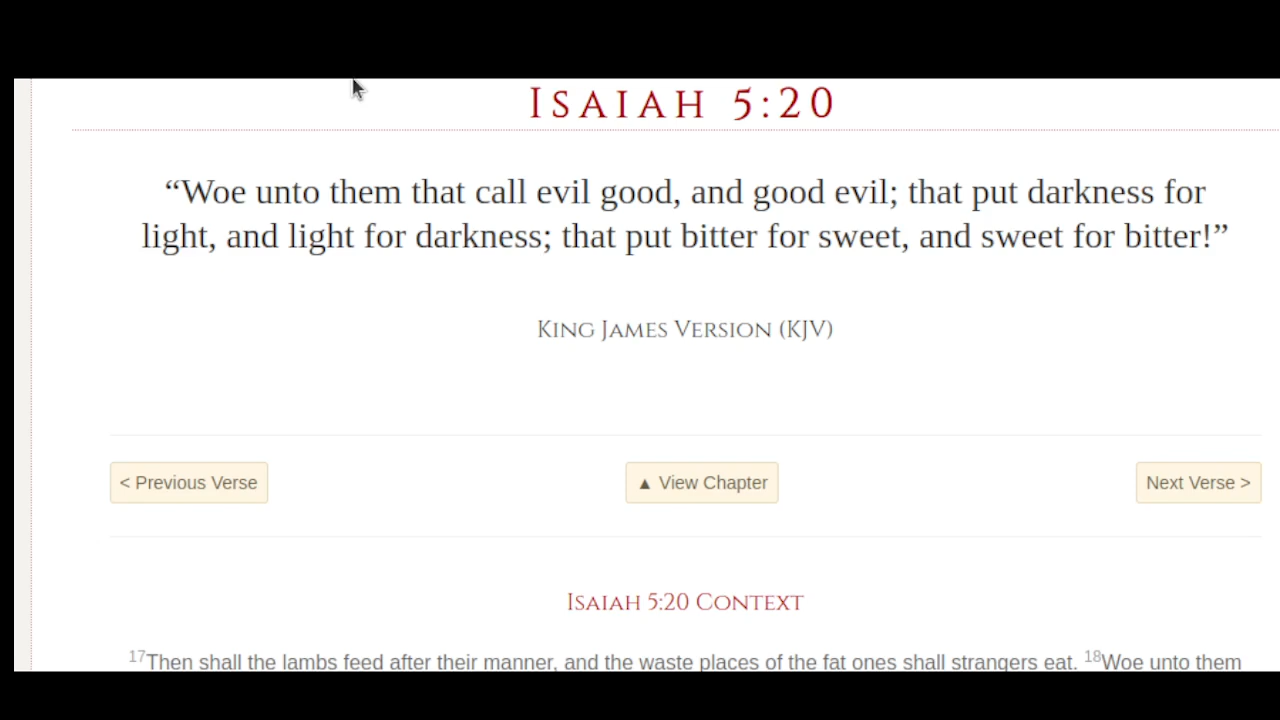 Isaiah 5:20
“Woe unto them that call evil good, and good evil; that put darkness for
light, and light for darkness; that put bitter for sweet, and sweet for bitter!”
King James Version (KJV)
< Previous Verse
▲ View Chapter
Next Verse >
Isaiah 5:20 Context
17Then shall the lambs feed after their manner, and the waste places of the fat ones shall strangers eat. 18Woe unto them